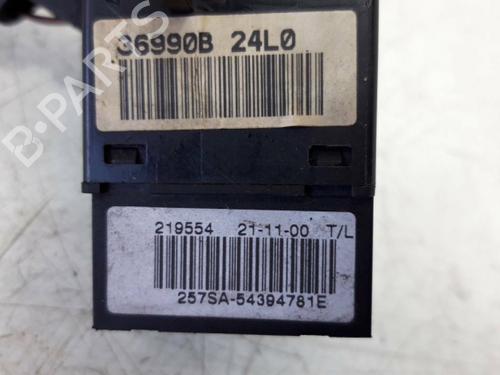 36990B 24L0
B-PARTS
219554 21-11-00 T/L
257SA-54394781E